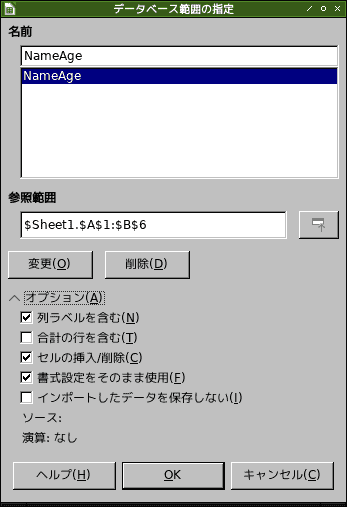 データベース範囲の指定
名前
NameAge
NameAge
参照範囲
$Sheet1.$A$1:$B$6
変更(O) 削除(D)
オプション(A)
列ラベルを含む(N)
合計の行を含む(T)
セルの挿入/削除(C)
書式設定をそのまま使用(F)
インポートしたデータを保存しない(I)
ソース:
演算: なし
ヘルプ(H) OK キャンセル(C)